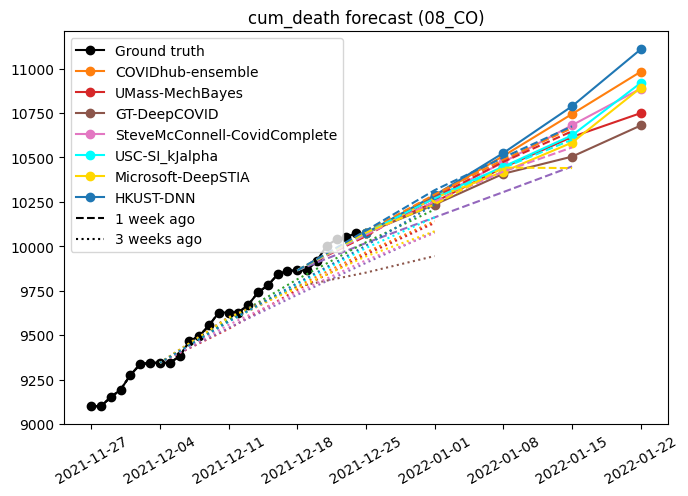 cum_death forecast (08_CO)
Ground truth
COVIDhub-ensemble
UMass-MechBayes
GT-DeepCOVID
SteveMcConnell-CovidComplete
USC-SI_kJalpha
Microsoft-DeepSTIA
HKUST-DNN
1 week ago
3 weeks ago
11000
10750
10500
10250
10000
9750
9500
9250
9000
2021-11-27
2021-12-04
2021-12-11
2021-12-18
2021-12-25
2022-01-01
2022-01-08
2022-01-15
2022-01-22